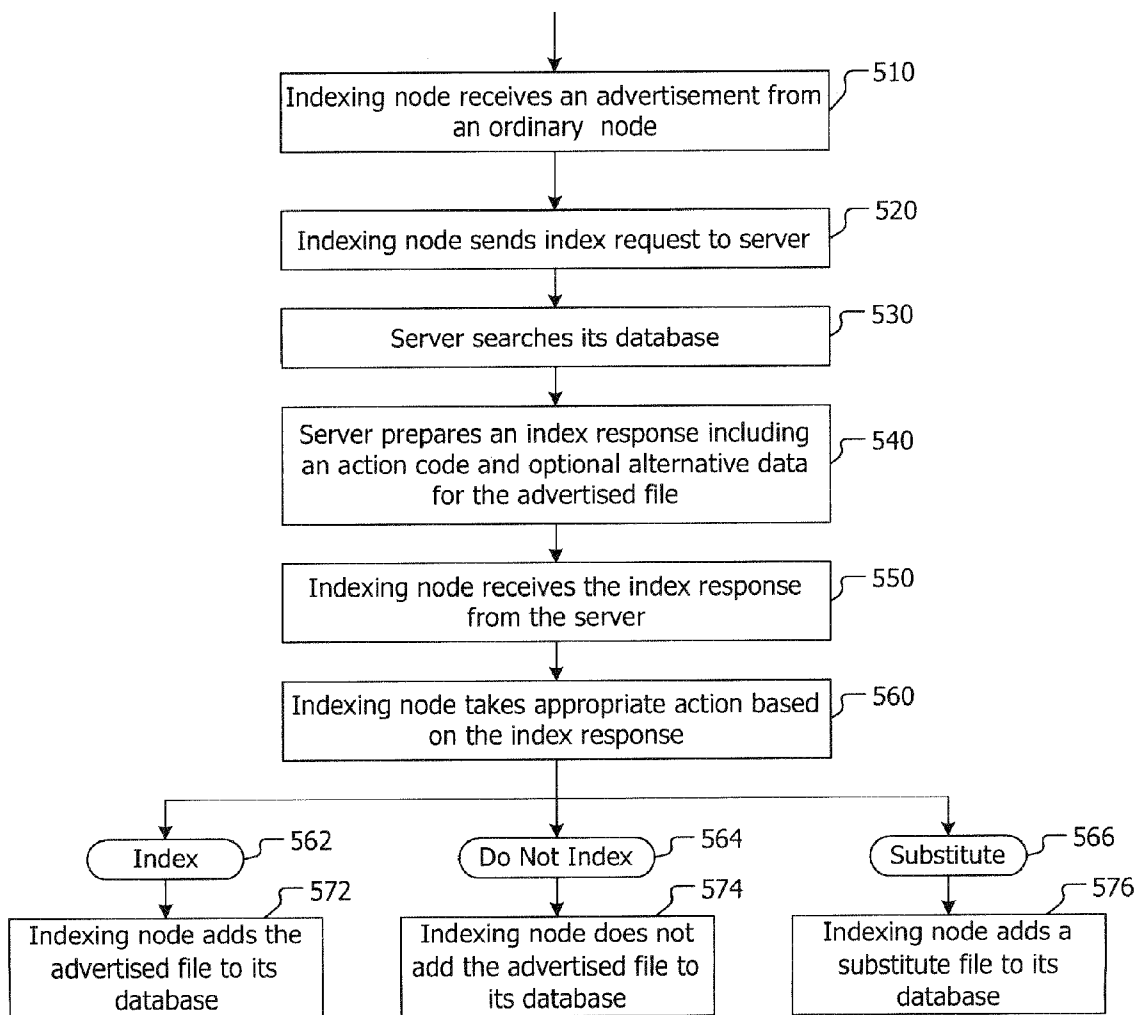 Indexing node receives an advertisement from
an ordinary node
510
Indexing node sends index request to server
520
Server searches its database
530
Server prepares an index response including
an action code and optional alternative data
for the advertised file
540
Indexing node receives the index response
from the server
550
Indexing node takes appropriate action based
on the index response
560
Index
562
Do Not Index
564
Substitute
566
Indexing node adds the
advertised file to its
database
572
Indexing node does not
add the advertised file to
its database
574
Indexing node adds a
substitute file to its
database
576